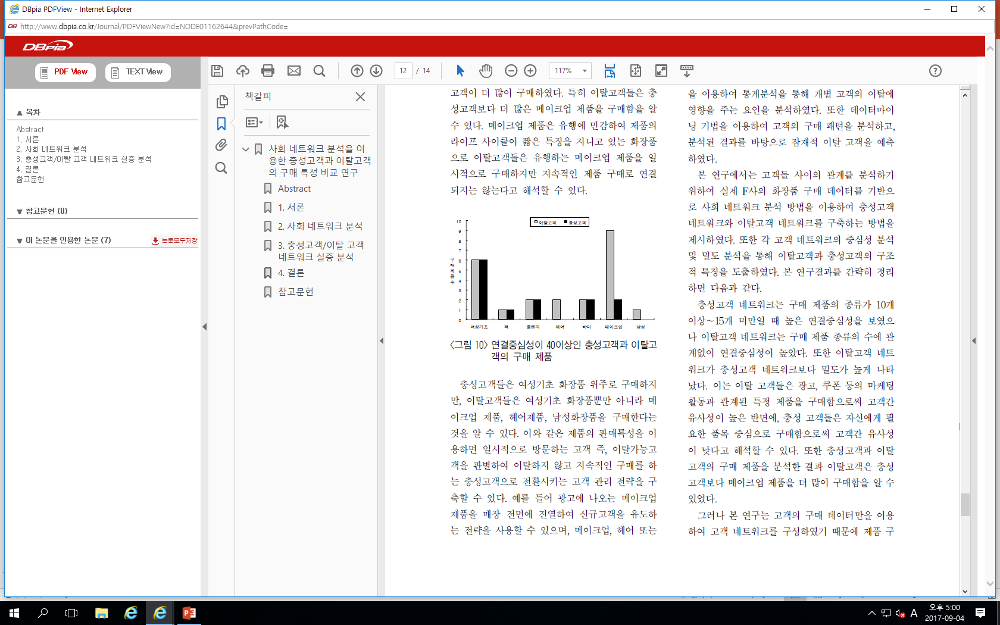 DBpia PDFView - Internet Explorer
http://www.dbpia.co.kr/Journal/PDFViewNew?id=NODE01162644&prevPathCode=
DBpia
PDF View
TEXT View
12 / 14
117%
▲ 목차
Abstract
1. 서론
2. 사회 네트워크 분석
3. 충성고객/이탈 고객 네트워크 실증 분석
4. 결론
참고문헌
▼ 참고문헌 (0)
▼ 이 논문을 인용한 논문 (7)
논문모두저장
책갈피
사회 네트워크 분석을 이
용한 충성고객과 이탈고객
의 구매 특성 비교 연구
Abstract
1. 서론
2. 사회 네트워크 분석
3. 충성고객/이탈 고객
네트워크 실증 분석
4. 결론
참고문헌
고객이 더 많이 구매하였다. 특히 이탈고객들은 충
성고객보다 더 많은 메이크업 제품을 구매함을 알
수 있다. 메이크업 제품은 유행에 민감하여 제품의
라이프 사이클이 짧은 특징을 지니고 있는 화장품
으로 이탈고객들은 유행하는 메이크업 제품을 일
시적으로 구매하지만 지속적인 제품 구매로 연결
되지는 않는다고 해석할 수 있다.
이탈고객 충성고객
구매제품수
10
9
8
7
6
5
4
3
2
1
0
여성기초 팩 클렌저 헤어 바디 메이크업 남성
<그림 10> 연결중심성이 40이상인 충성고객과 이탈고
객의 구매 제품
충성고객들은 여성기초 화장품 위주로 구매하지
만, 이탈고객들은 여성기초 화장품뿐만 아니라 메
이크업 제품, 헤어제품, 남성화장품을 구매한다는
것을 알 수 있다. 이와 같은 제품의 판매특성을 이
용하면 일시적으로 방문하는 고객 즉, 이탈가능고
객을 판별하여 이탈하지 않고 지속적인 구매를 하
는 충성고객으로 전환시키는 고객 관리 전략을 구
축할 수 있다. 예를 들어 광고에 나오는 메이크업
제품을 매장 전면에 진열하여 신규고객을 유도하
는 전략을 사용할 수 있으며, 메이크업, 헤어 또는
을 이용하여 통계분석을 통해 개별 고객의 이탈에
영향을 주는 요인을 분석하였다. 또한 데이터마이
닝 기법을 이용하여 고객의 구매 패턴을 분석하고,
분석된 결과를 바탕으로 잠재적 이탈 고객을 예측
하였다.
본 연구에서는 고객들 사이의 관계를 분석하기
위하여 실제 F사의 화장품 구매 데이터를 기반으
로 사회 네트워크 분석 방법을 이용하여 충성고객
네트워크와 이탈고객 네트워크를 구축하는 방법을
제시하였다. 또한 각 고객 네트워크의 중심성 분석
및 밀도 분석을 통해 이탈고객과 충성고객의 구조
적 특징을 도출하였다. 본 연구결과를 간략히 정리
하면 다음과 같다.
충성고객 네트워크는 구매 제품의 종류가 10개
이상~15개 미만일 때 높은 연결중심성을 보였으
나 이탈고객 네트워크는 구매 제품 종류의 수에 관
계없이 연결중심성이 높았다. 또한 이탈고객 네트
워크가 충성고객 네트워크보다 밀도가 높게 나타
났다. 이는 이탈 고객들은 광고, 쿠폰 등의 마케팅
활동과 관계된 특정 제품을 구매함으로써 고객간
유사성이 높은 반면에, 충성 고객들은 자신에게 필
요한 품목 중심으로 구매함으로써 고객간 유사성
이 낮다고 해석할 수 있다. 또한 충성고객과 이탈
고객의 구매 제품을 분석한 결과 이탈고객은 충성
고객보다 메이크업 제품을 더 많이 구매함을 알 수
있었다.
그러나 본 연구는 고객의 구매 데이터만을 이용
하여 고객 네트워크를 구성하였기 때문에 제품 구
A
오후 5:00
2017-09-04